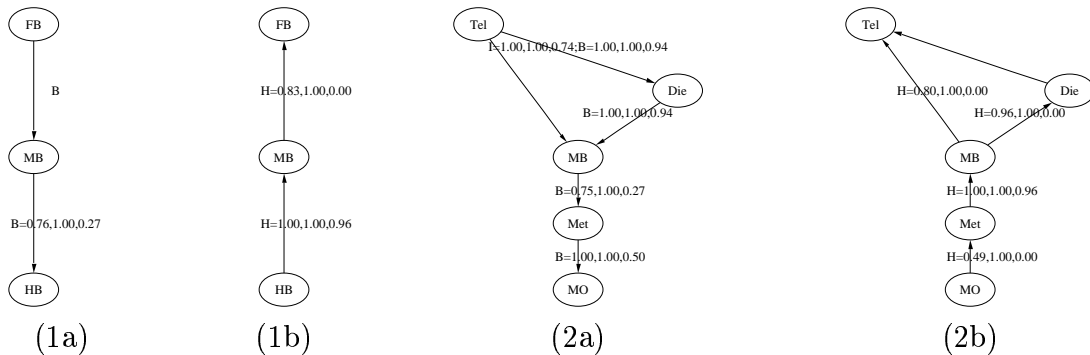 FB
B
MB
B=0.76,1.00,0.27
HB
(1a)
FB
H=0.83,1.00,0.00
MB
H=1.00,1.00,0.96
HB
(1b)
Tel
I=1.00,1.00,0.74;B=1.00,1.00,0.94
Die
B=1.00,1.00,0.94
MB
B=0.75,1.00,0.27
Met
B=1.00,1.00,0.50
MO
(2a)
Tel
Die
H=0.80,1.00,0.00
H=0.96,1.00,0.00
MB
H=1.00,1.00,0.96
Met
H=0.49,1.00,0.00
MO
(2b)